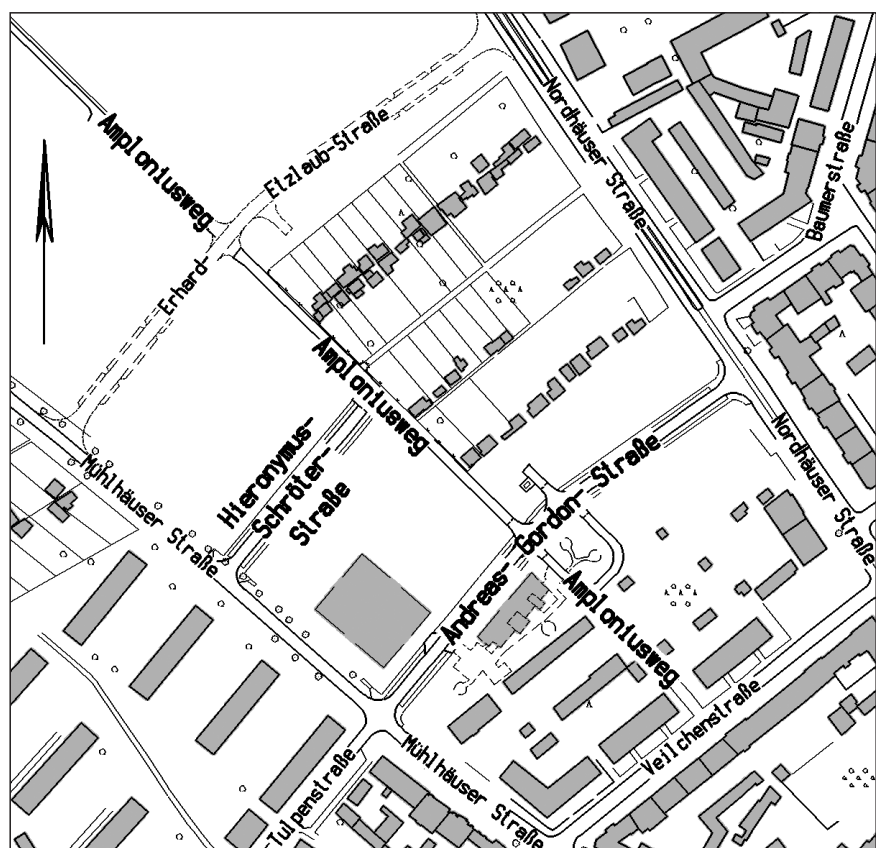 Amploniusweg
Erhard-
Etzlaub-Straße
Nordhäuser Straße
Baumerstraße
Amploniusweg
Hieronymus-
Schröter-
Straße
Mühlhäuser Straße
Andreas-
Gordon-
Straße
Nordhäuser Straße
Amploniusweg
Veilchenstraße
Mühlhäuser Straße
Tulpenstraße